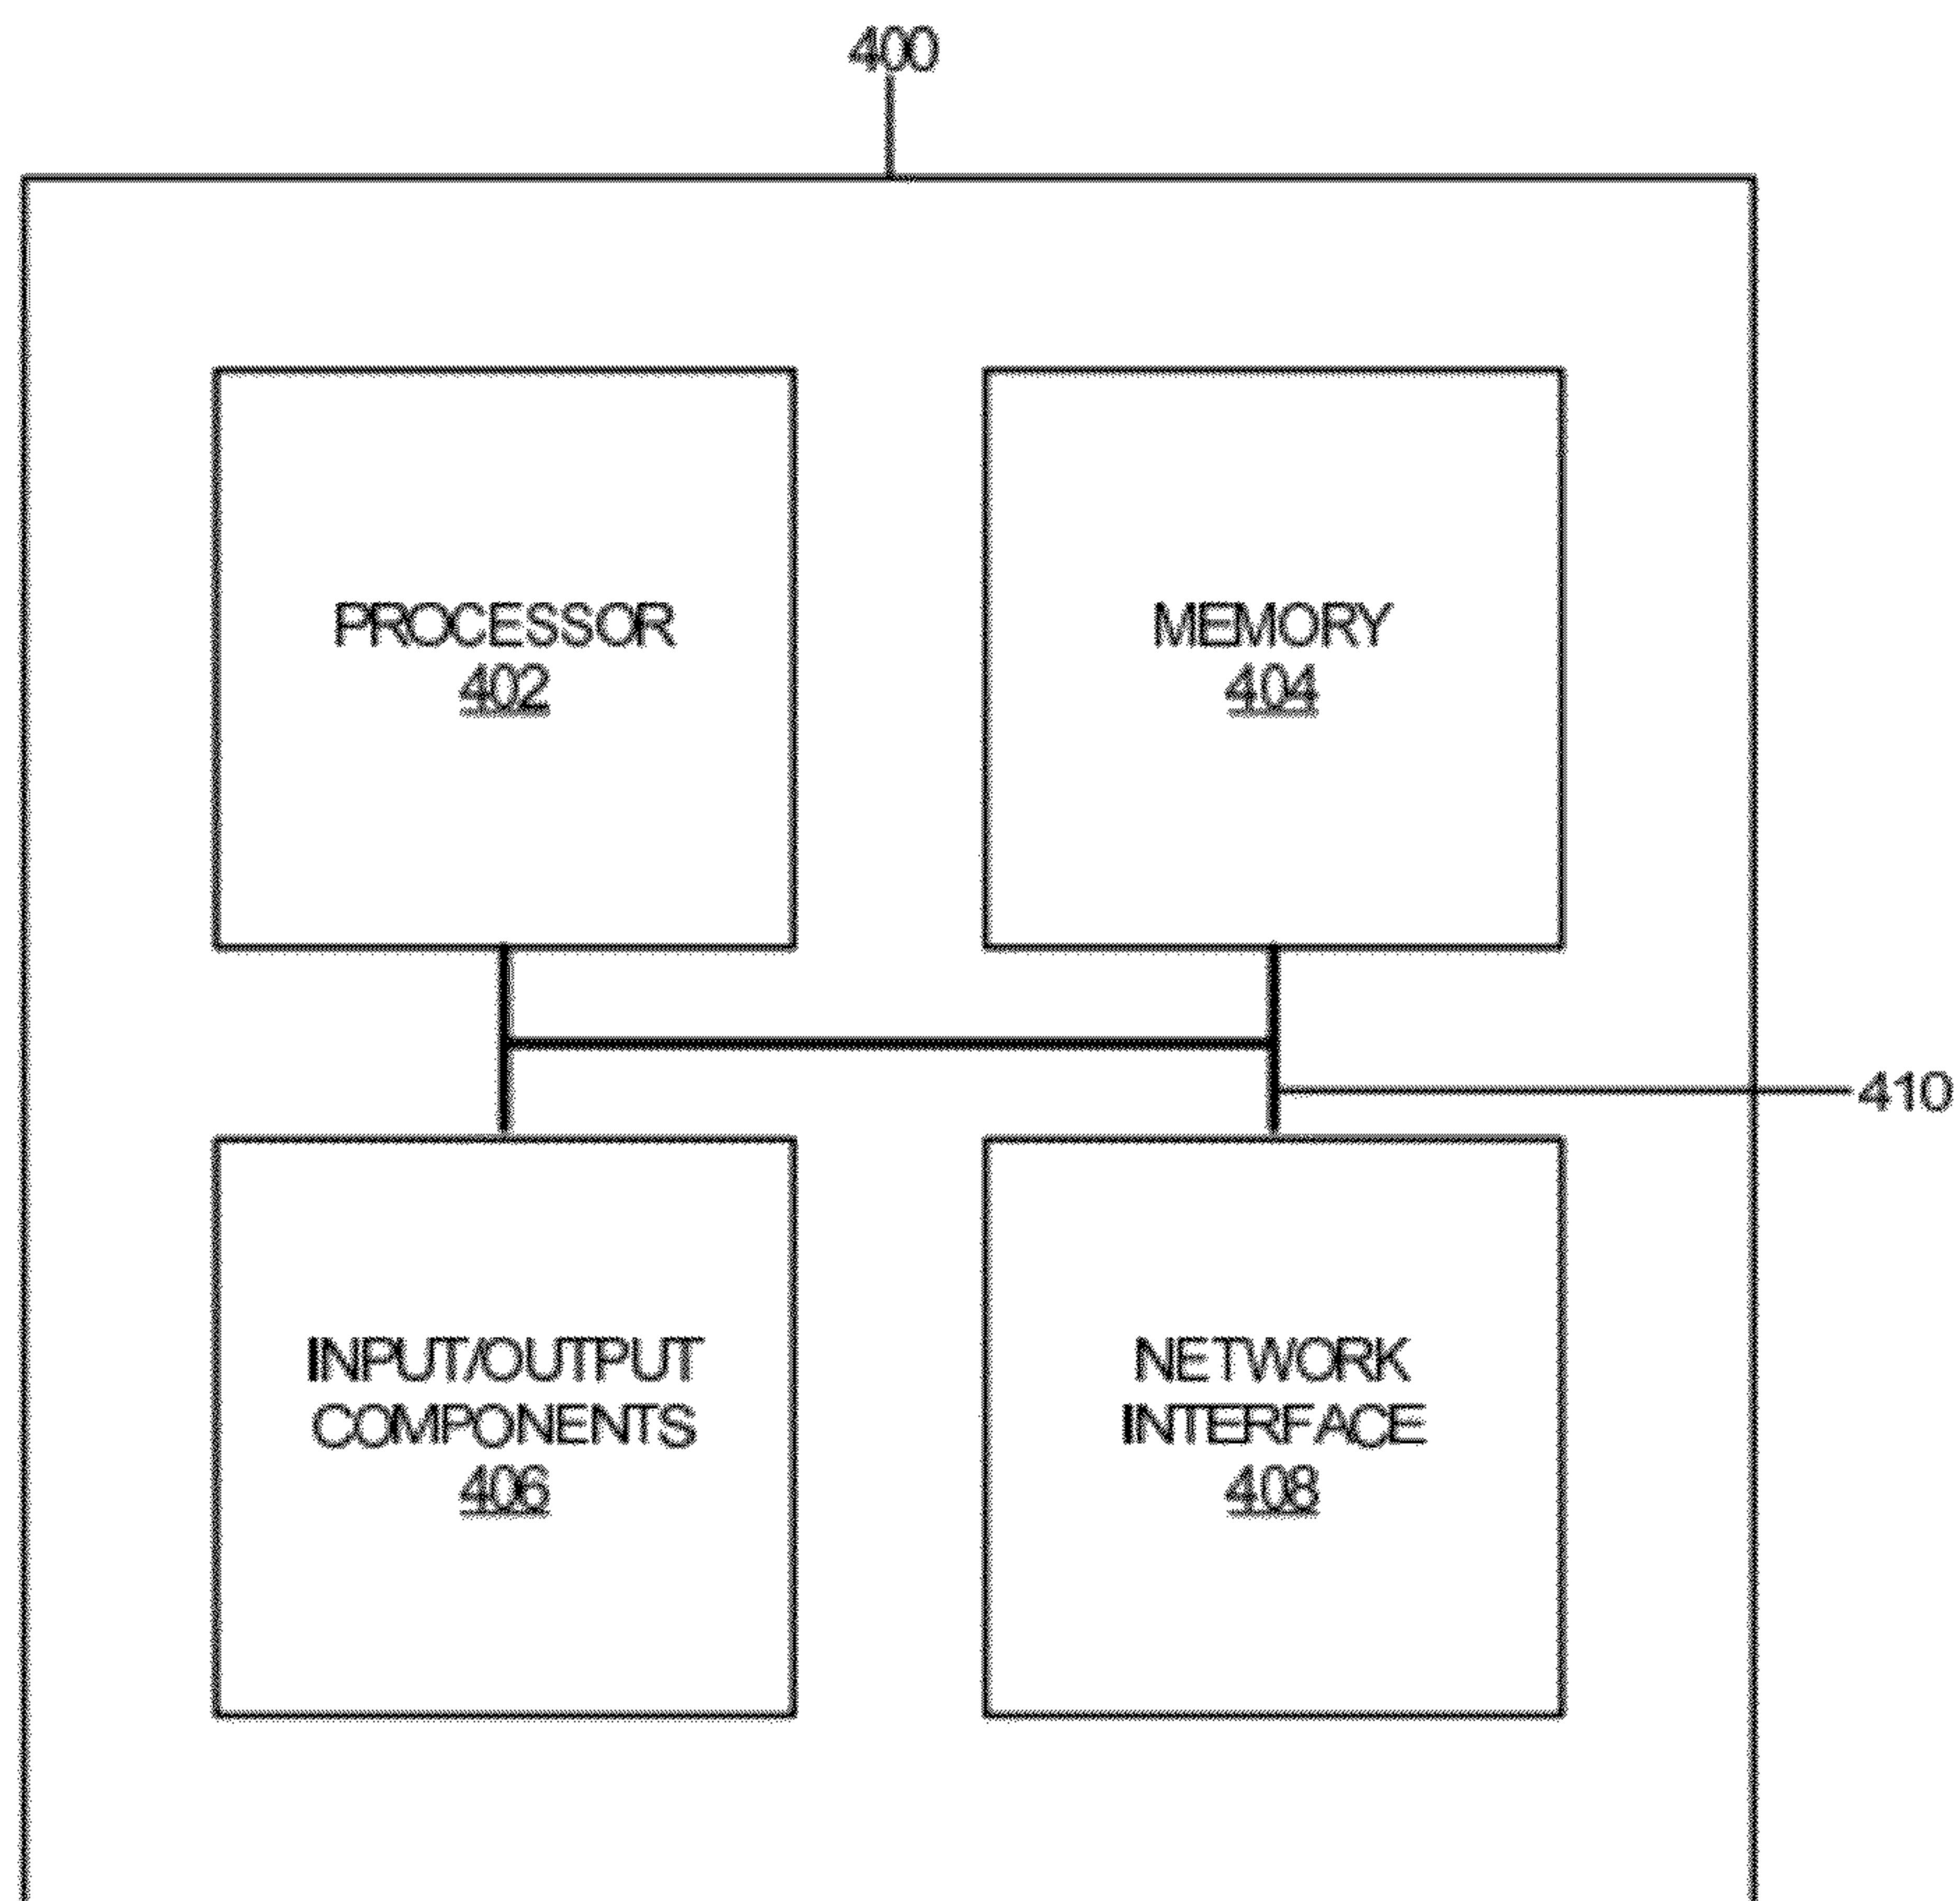 400
PROCESSOR
402
MEMORY
404
410
INPUT/OUTPUT
COMPONENTS
406
NETWORK
INTERFACE
408